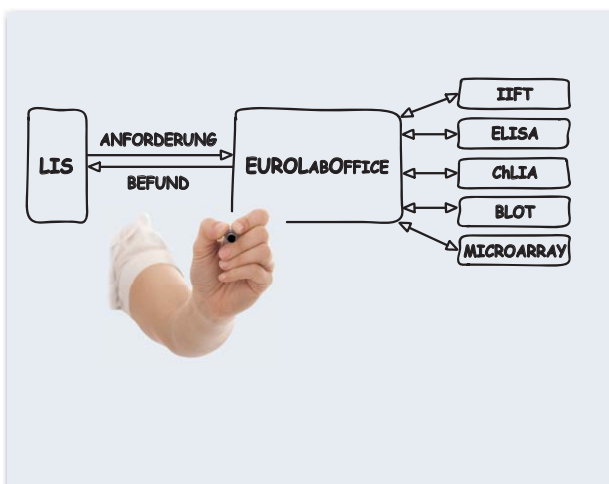 LIS
ANFORDERUNG
BEFUND
EUROLabOffice
IIFT
ELISA
ChLIA
BLOT
MICROARRAY